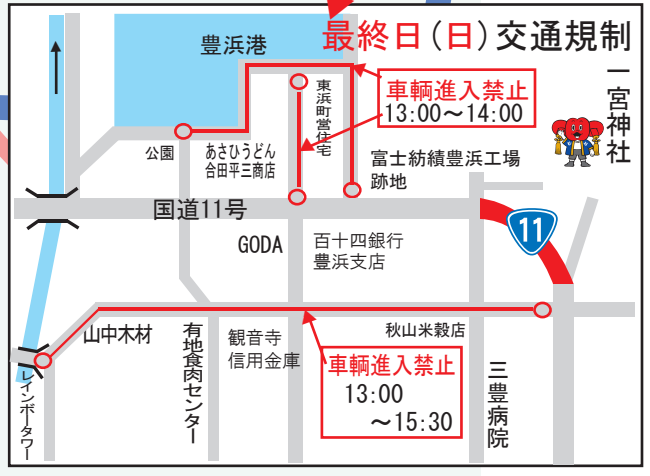 最終日(日)交通規制
豊浜港
一宮神社
車輌進入禁止
13:00～14:00
東浜町営住宅
公園
あさひうどん
合田平三商店
富士紡績豊浜工場
跡地
国道11号
11
GODA
百十四銀行
豊浜支店
山中木材
有地食肉センター
観音寺
信用金庫
秋山米穀店
車輌進入禁止
13:00
～15:30
三豊病院
レインボータワー